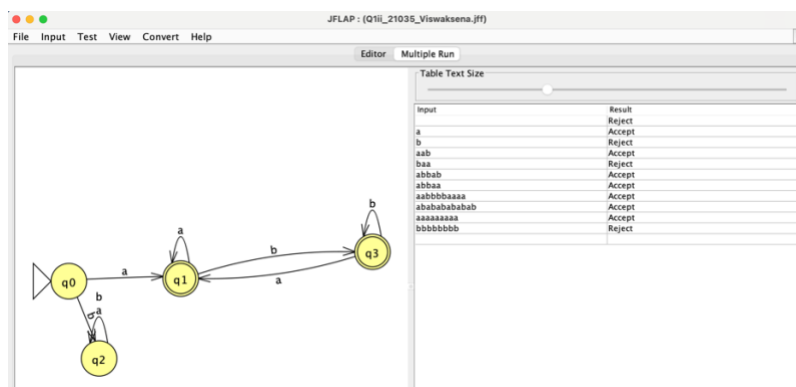 JFLAP : (Q1ii_21035_Viswaksena.jff)
File Input Test View Convert Help
Editor Multiple Run
Table Text Size
Input Result
Reject
a Accept
b Reject
aab Accept
baa Reject
abbab Accept
abbaa Accept
aabbbbaaaa Accept
ababababab​ab Accept
aaaaaaaaa Accept
bbbbbbbb Reject
b
a
b
q3
a
q1
a
q0
b
b
a
q2